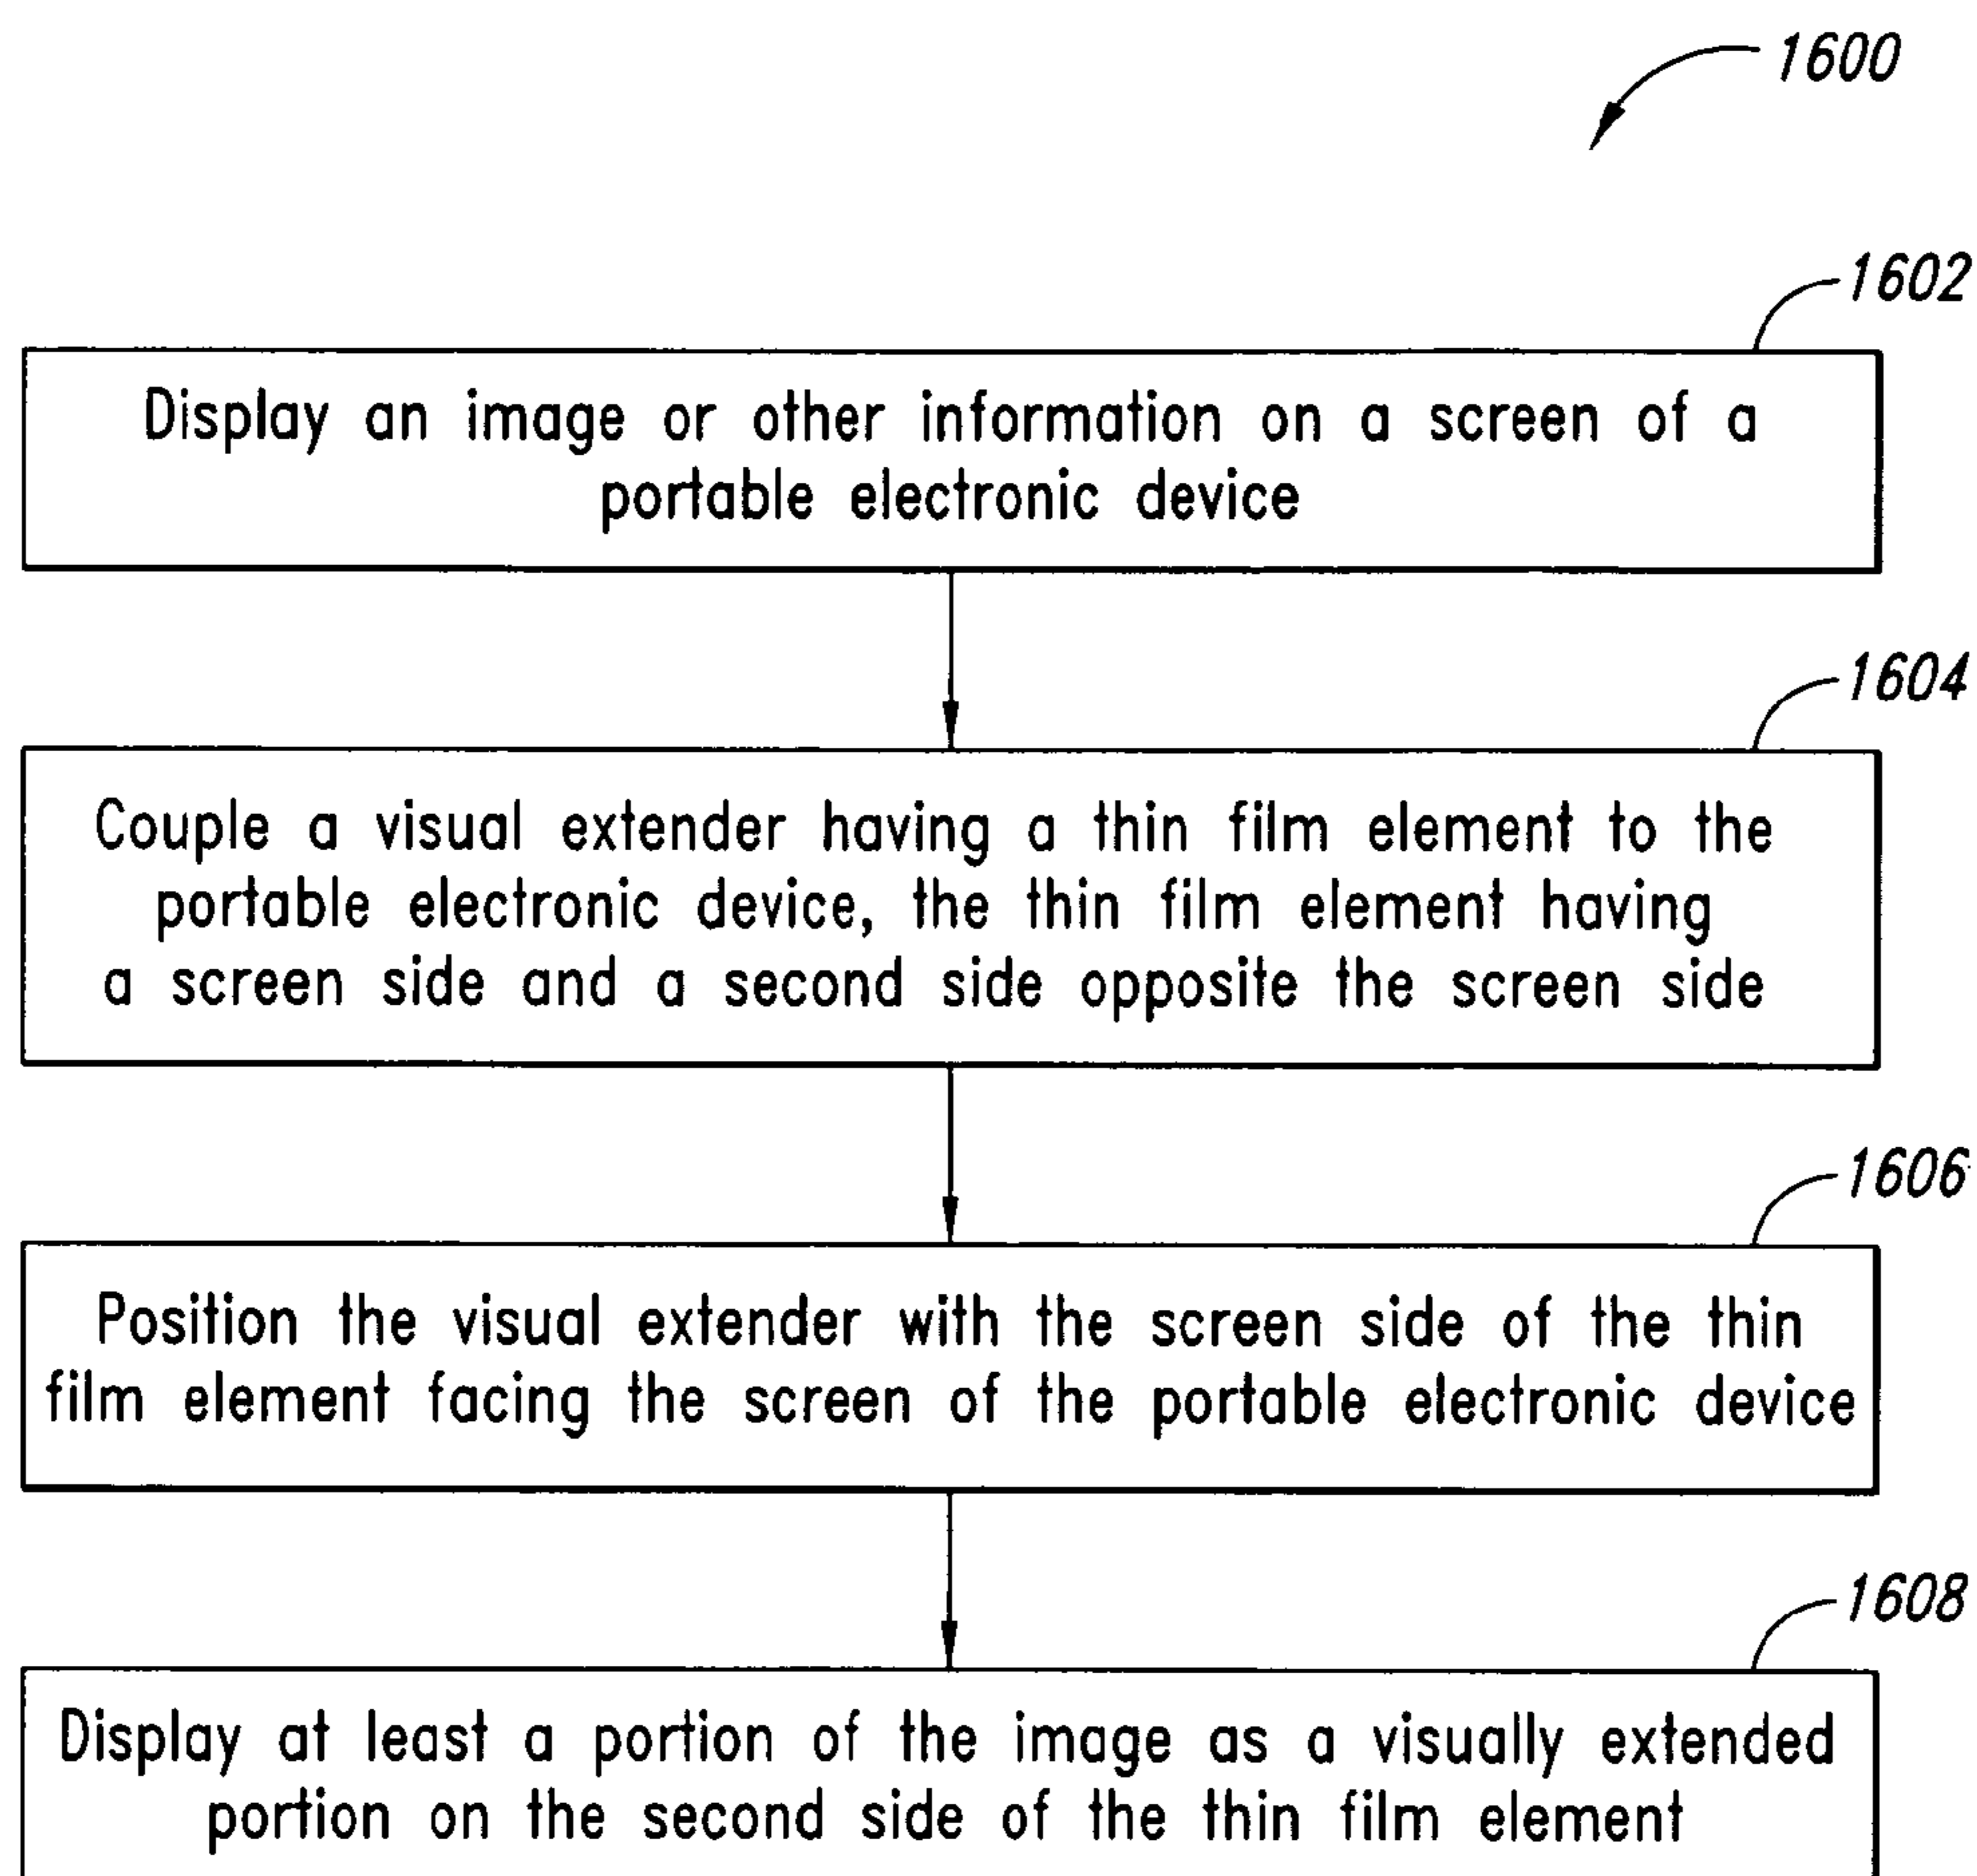 1600
1602
Display an image or other information on a screen of a
portable electronic device
1604
Couple a visual extender having a thin film element to the
portable electronic device, the thin film element having
a screen side and a second side opposite the screen side
1606
Position the visual extender with the screen side of the thin
film element facing the screen of the portable electronic device
1608
Display at least a portion of the image as a visually extended
portion on the second side of the thin film element